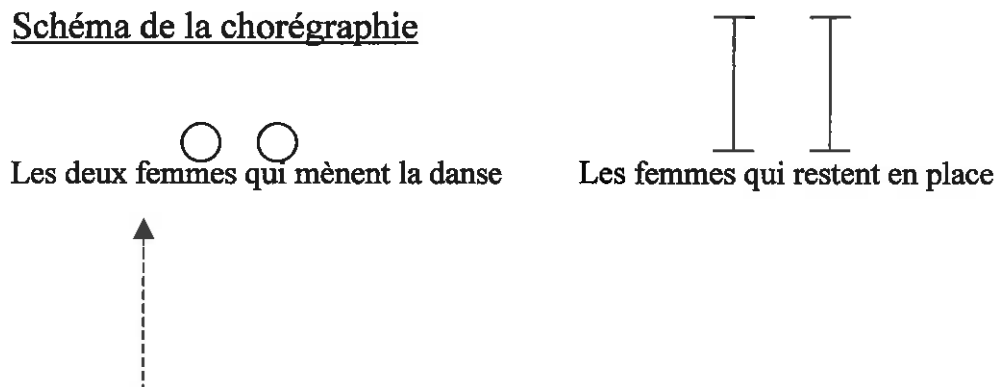 Schéma de la chorégraphie
Les deux femmes qui mènent la danse
Les femmes qui restent en place